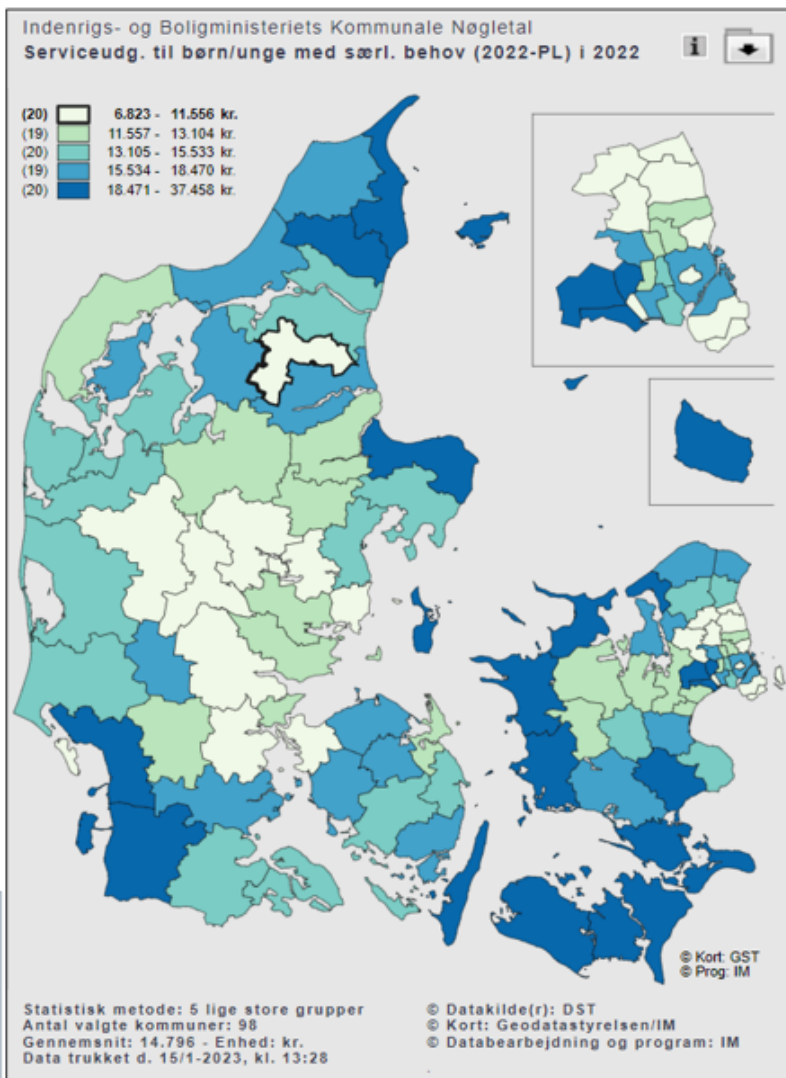 Indenrigs- og Boligministeriets Kommunale Nøgletal
Serviceudg. til børn/unge med særl. behov (2022-PL) i 2022
i
(20) 6.823 - 11.556 kr.
(19) 11.557 - 13.104 kr.
(20) 13.105 - 15.533 kr.
(19) 15.534 - 18.470 kr.
(20) 18.471 - 37.458 kr.
© Kort: GST
© Prog: IM
Statistisk metode: 5 lige store grupper
Antal valgte kommuner: 98
Gennemsnit: 14.796 - Enhed: kr.
Data trukket d. 15/1-2023, kl. 13:28
© Datakilde(r): DST
© Kort: Geodatastyrelsen/IM
© Databearbejdning og program: IM